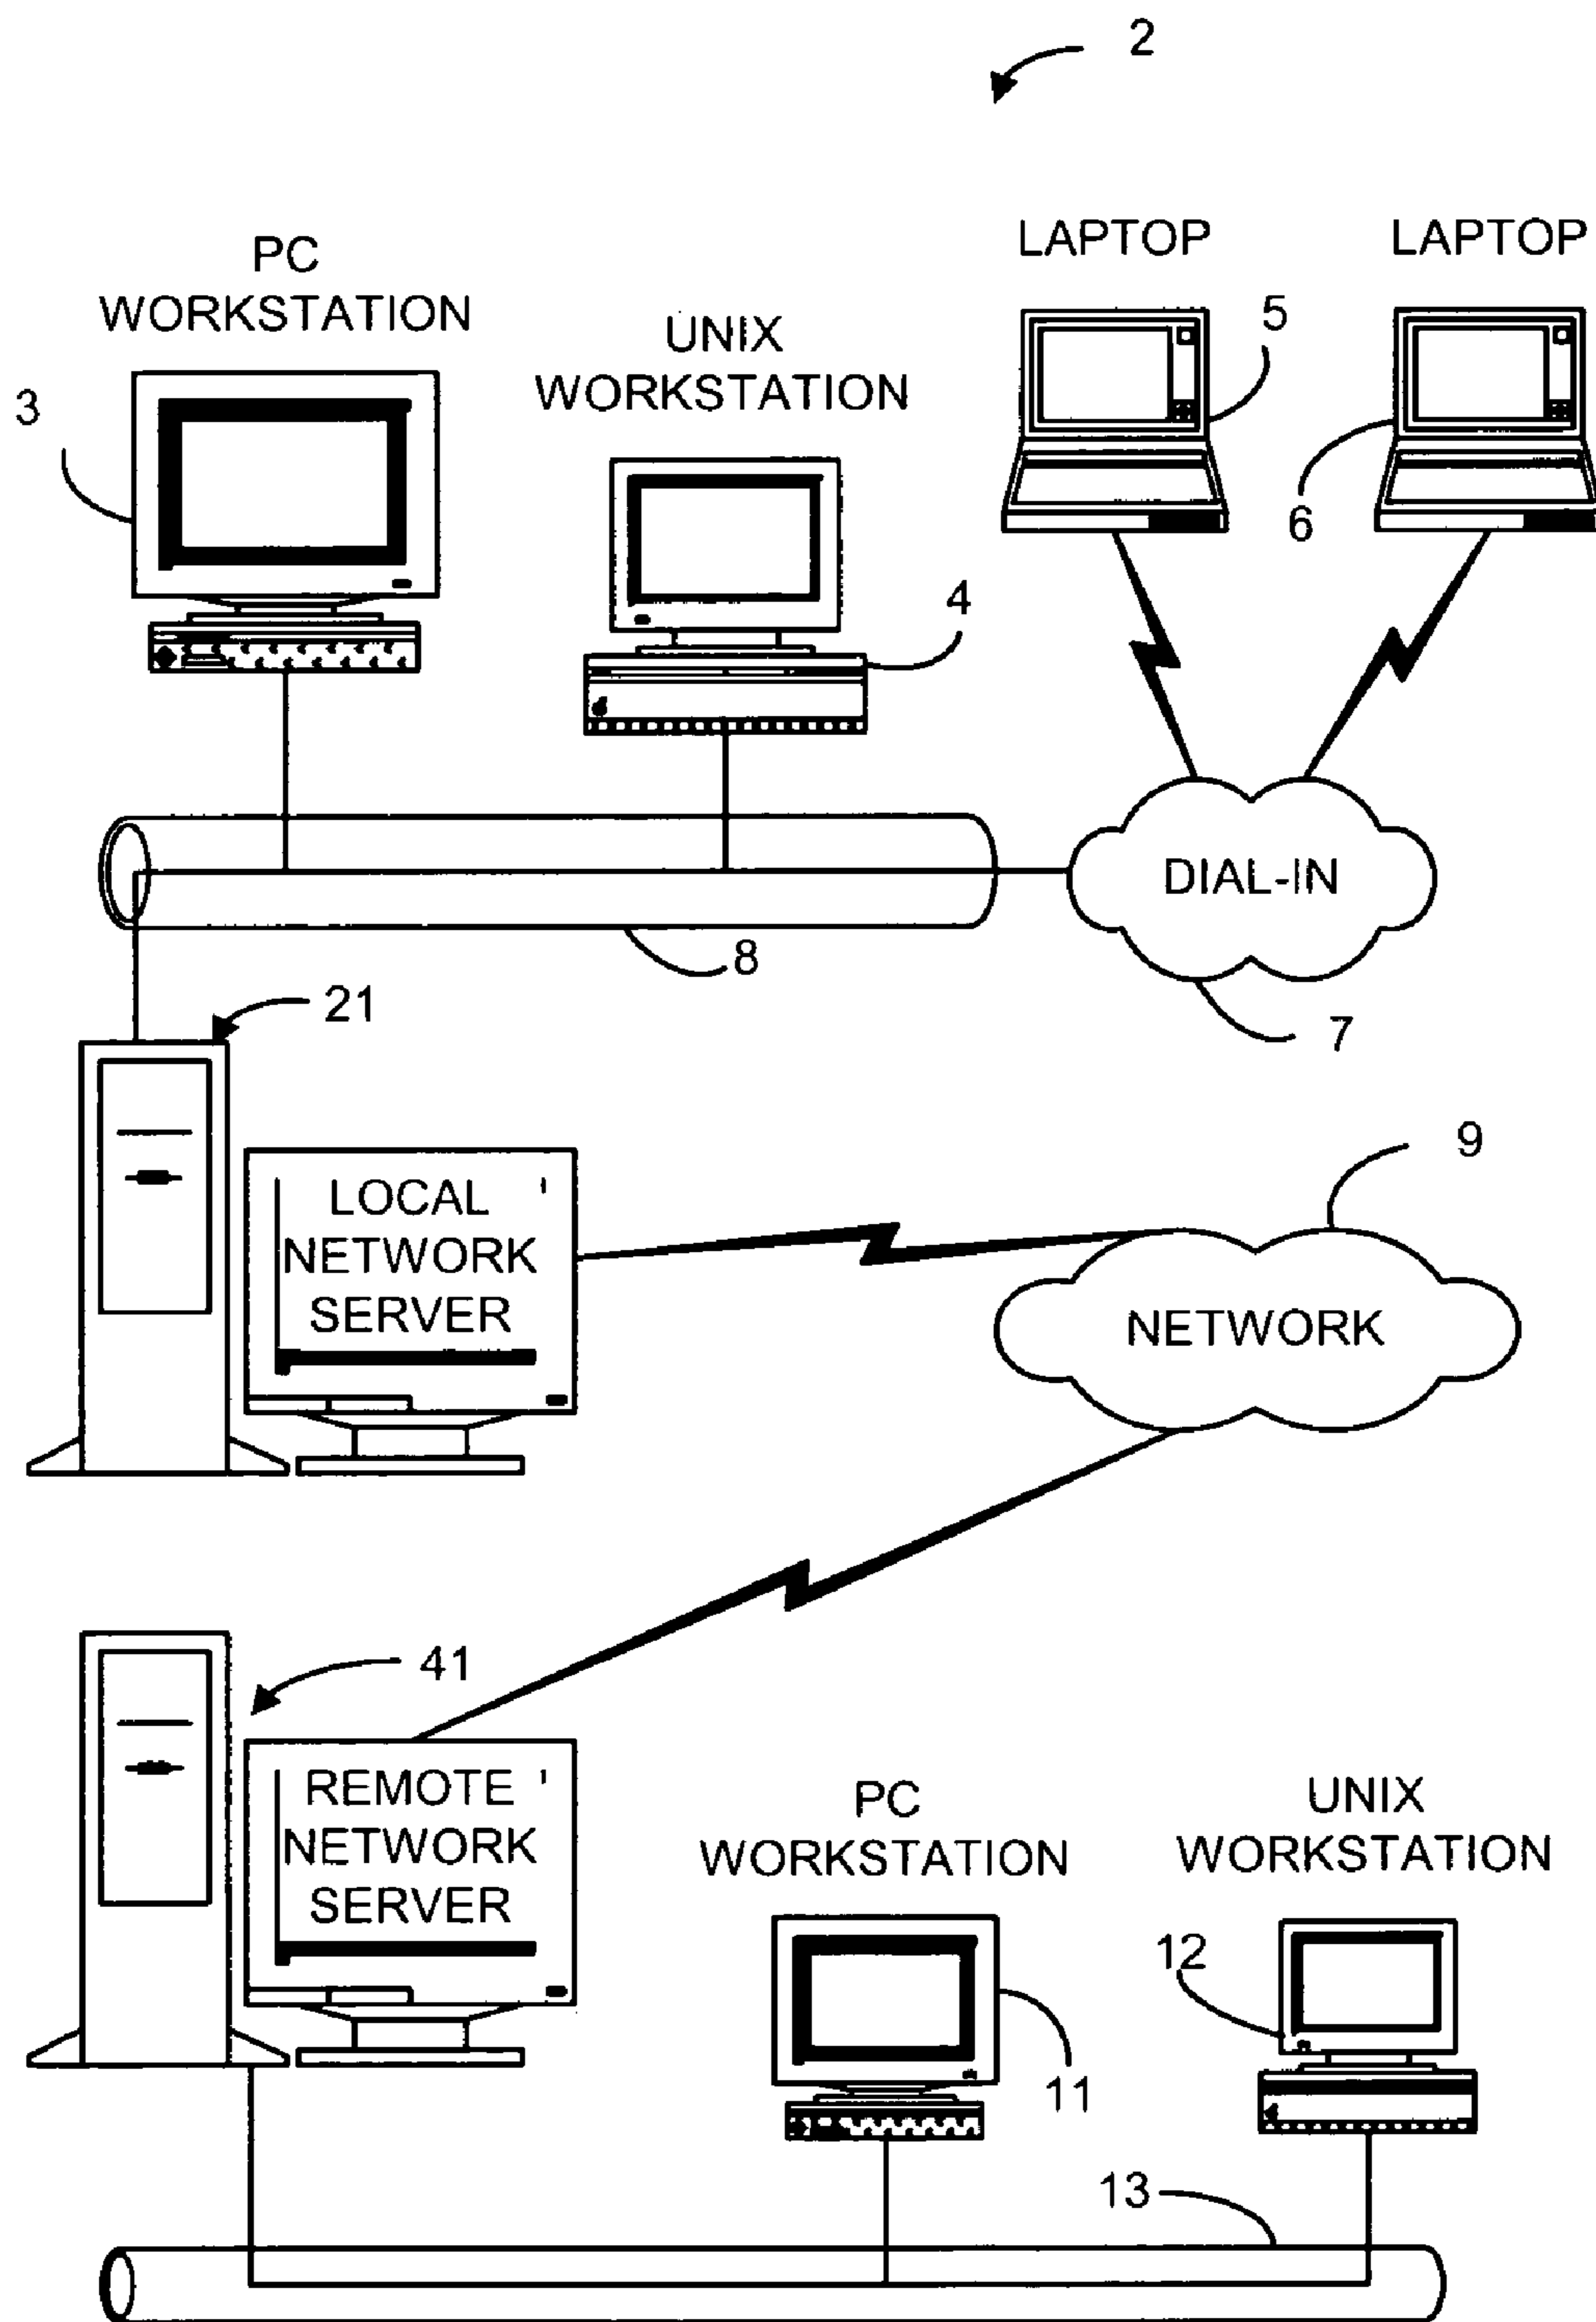 2
PC
WORKSTATION
UNIX
WORKSTATION
LAPTOP
LAPTOP
3
4
5
6
DIAL-IN
8
7
21
LOCAL
NETWORK
SERVER
9
NETWORK
41
REMOTE
NETWORK
SERVER
PC
WORKSTATION
UNIX
WORKSTATION
11
12
13